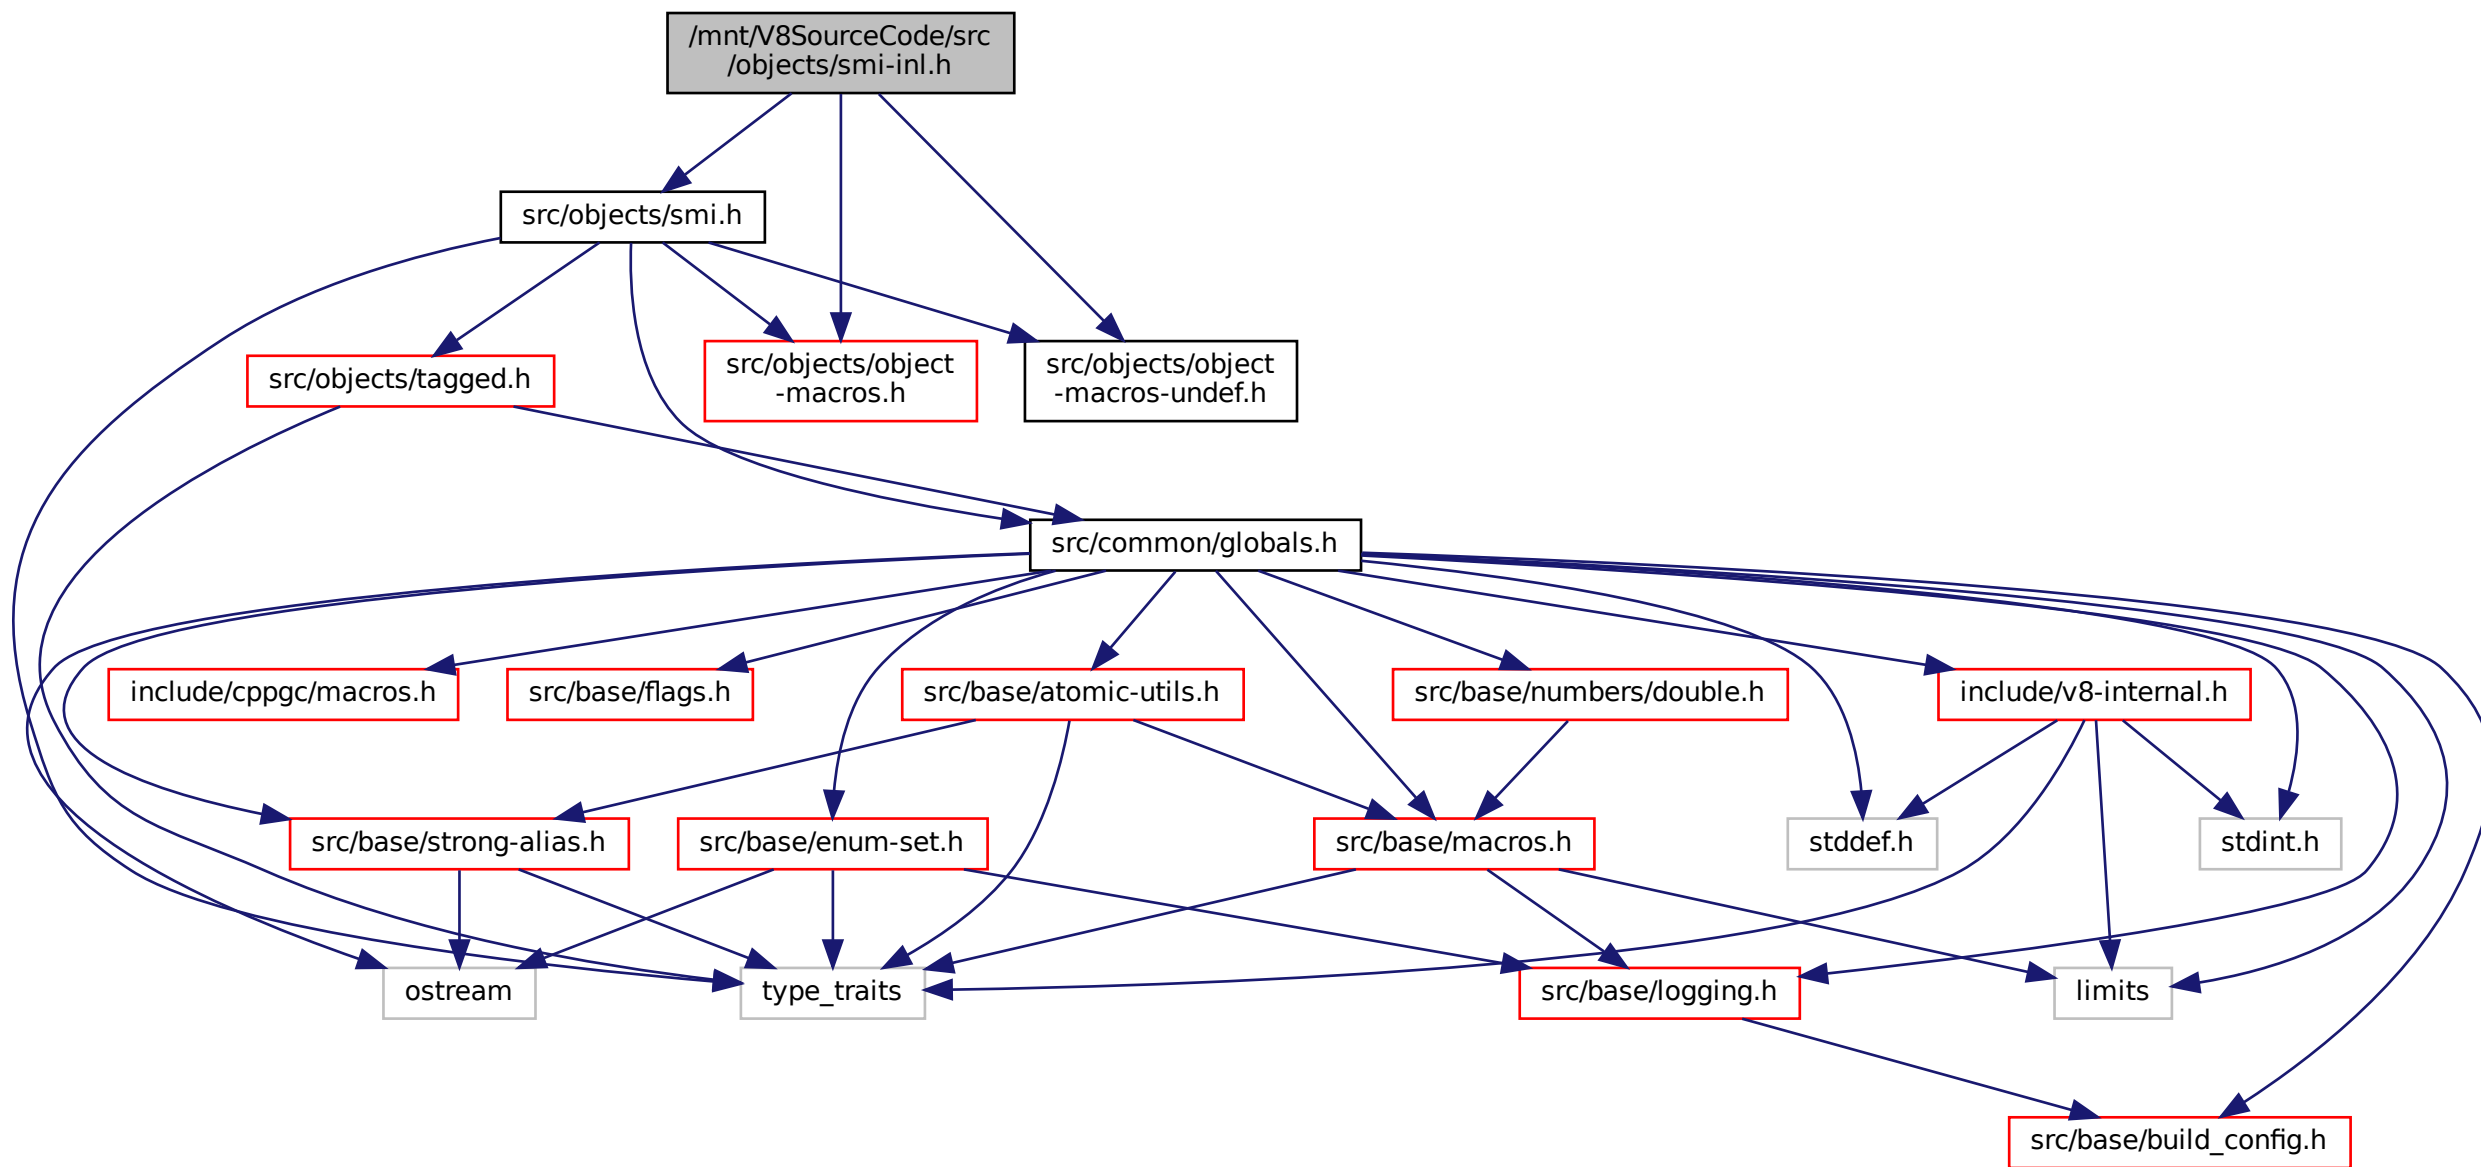 /mnt/V8SourceCode/src
/objects/smi-inl.h
src/objects/smi.h
src/objects/tagged.h
src/objects/object
-macros.h
src/objects/object
-macros-undef.h
src/common/globals.h
include/cppgc/macros.h
src/base/flags.h
src/base/atomic-utils.h
src/base/numbers/double.h
include/v8-internal.h
src/base/strong-alias.h
src/base/enum-set.h
src/base/macros.h
stddef.h
stdint.h
ostream
type_traits
src/base/logging.h
limits
src/base/build_config.h